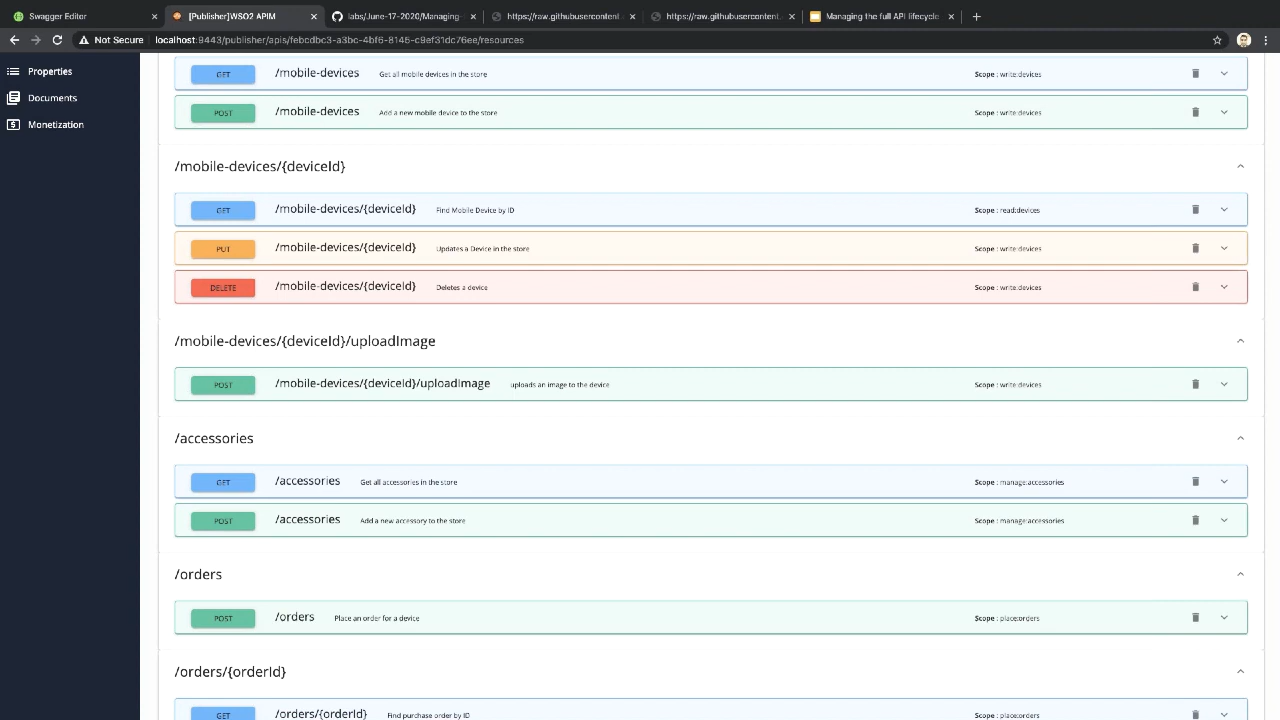 Swagger Editor
[Publisher]WSO2 APIM
labs/June-17-2020/Managing-
https://raw.githubusercontent.
https://raw.githubusercontent.
Managing the full API lifecycle
Not Secure
localhost:9443/publisher/apis/febcdbc3-a3bc-4bf6-8145-c9ef31dc76ee/resources
Properties
Documents
Monetization
GET /mobile-devices Get all mobile devices in the store Scope : write:devices
POST /mobile-devices Add a new mobile device to the store Scope : write:devices
/mobile-devices/{deviceId}
GET /mobile-devices/{deviceId} Find Mobile Device by ID Scope : read:devices
PUT /mobile-devices/{deviceId} Updates a Device in the store Scope : write:devices
DELETE /mobile-devices/{deviceId} Deletes a device Scope : write:devices
/mobile-devices/{deviceId}/uploadImage
POST /mobile-devices/{deviceId}/uploadImage uploads an image to the device Scope : write:devices
/accessories
GET /accessories Get all accessories in the store Scope : manage:accessories
POST /accessories Add a new accessory to the store Scope : manage:accessories
/orders
POST /orders Place an order for a device Scope : place:orders
/orders/{orderId}
GET /orders/{orderId} Find purchase order by ID Scope : place:orders